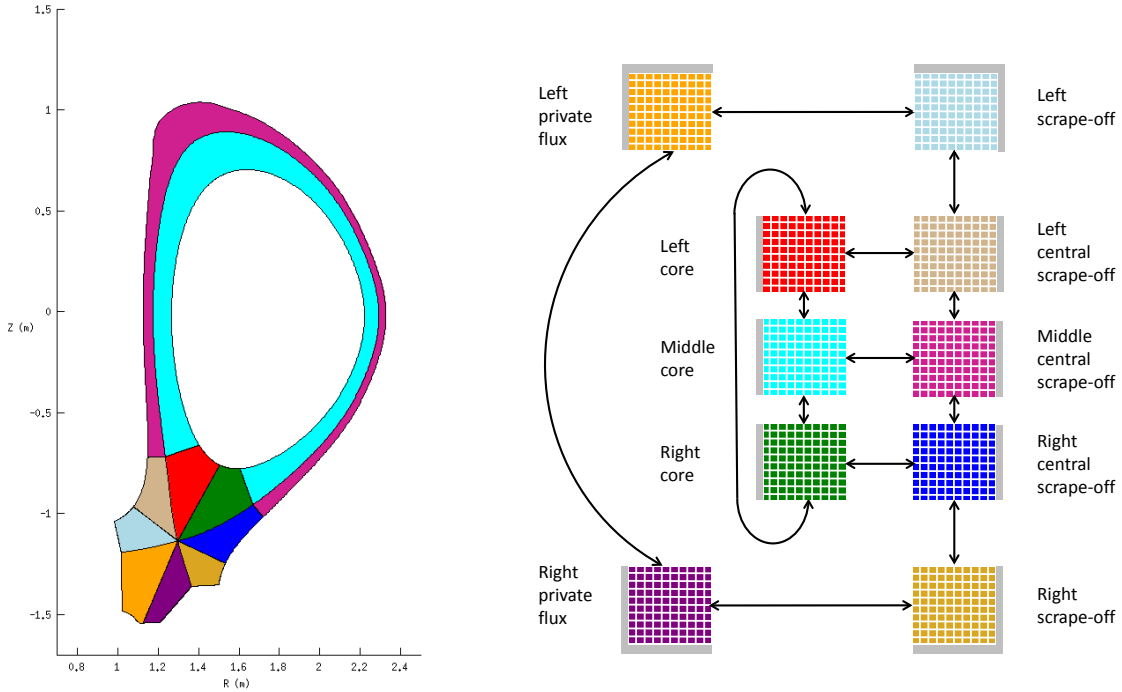 1.5
1
0.5
0
Z (m)
-0.5
-1
-1.5
0.8
1
1.2
1.4
1.6
1.8
2
2.2
2.4
R (m)
Left
private
flux
Left
scrape-off
Left
core
Left
central
scrape-off
Middle
core
Middle
central
scrape-off
Right
core
Right
central
scrape-off
Right
private
flux
Right
scrape-off